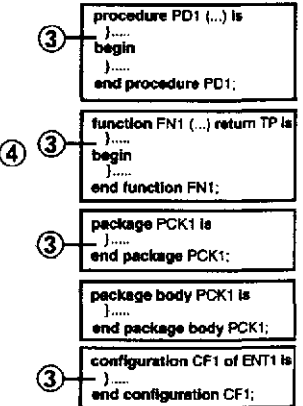 procedure PD1 (...) is
③ }.....
begin
}.....
end procedure PD1;
function FN1 (...) return TP is
④ ③ }.....
begin
}.....
end function FN1;
package PCK1 is
③ }.....
end package PCK1;
package body PCK1 is
}.....
end package body PCK1;
configuration CF1 of ENT1 is
③ }.....
end configuration CF1;